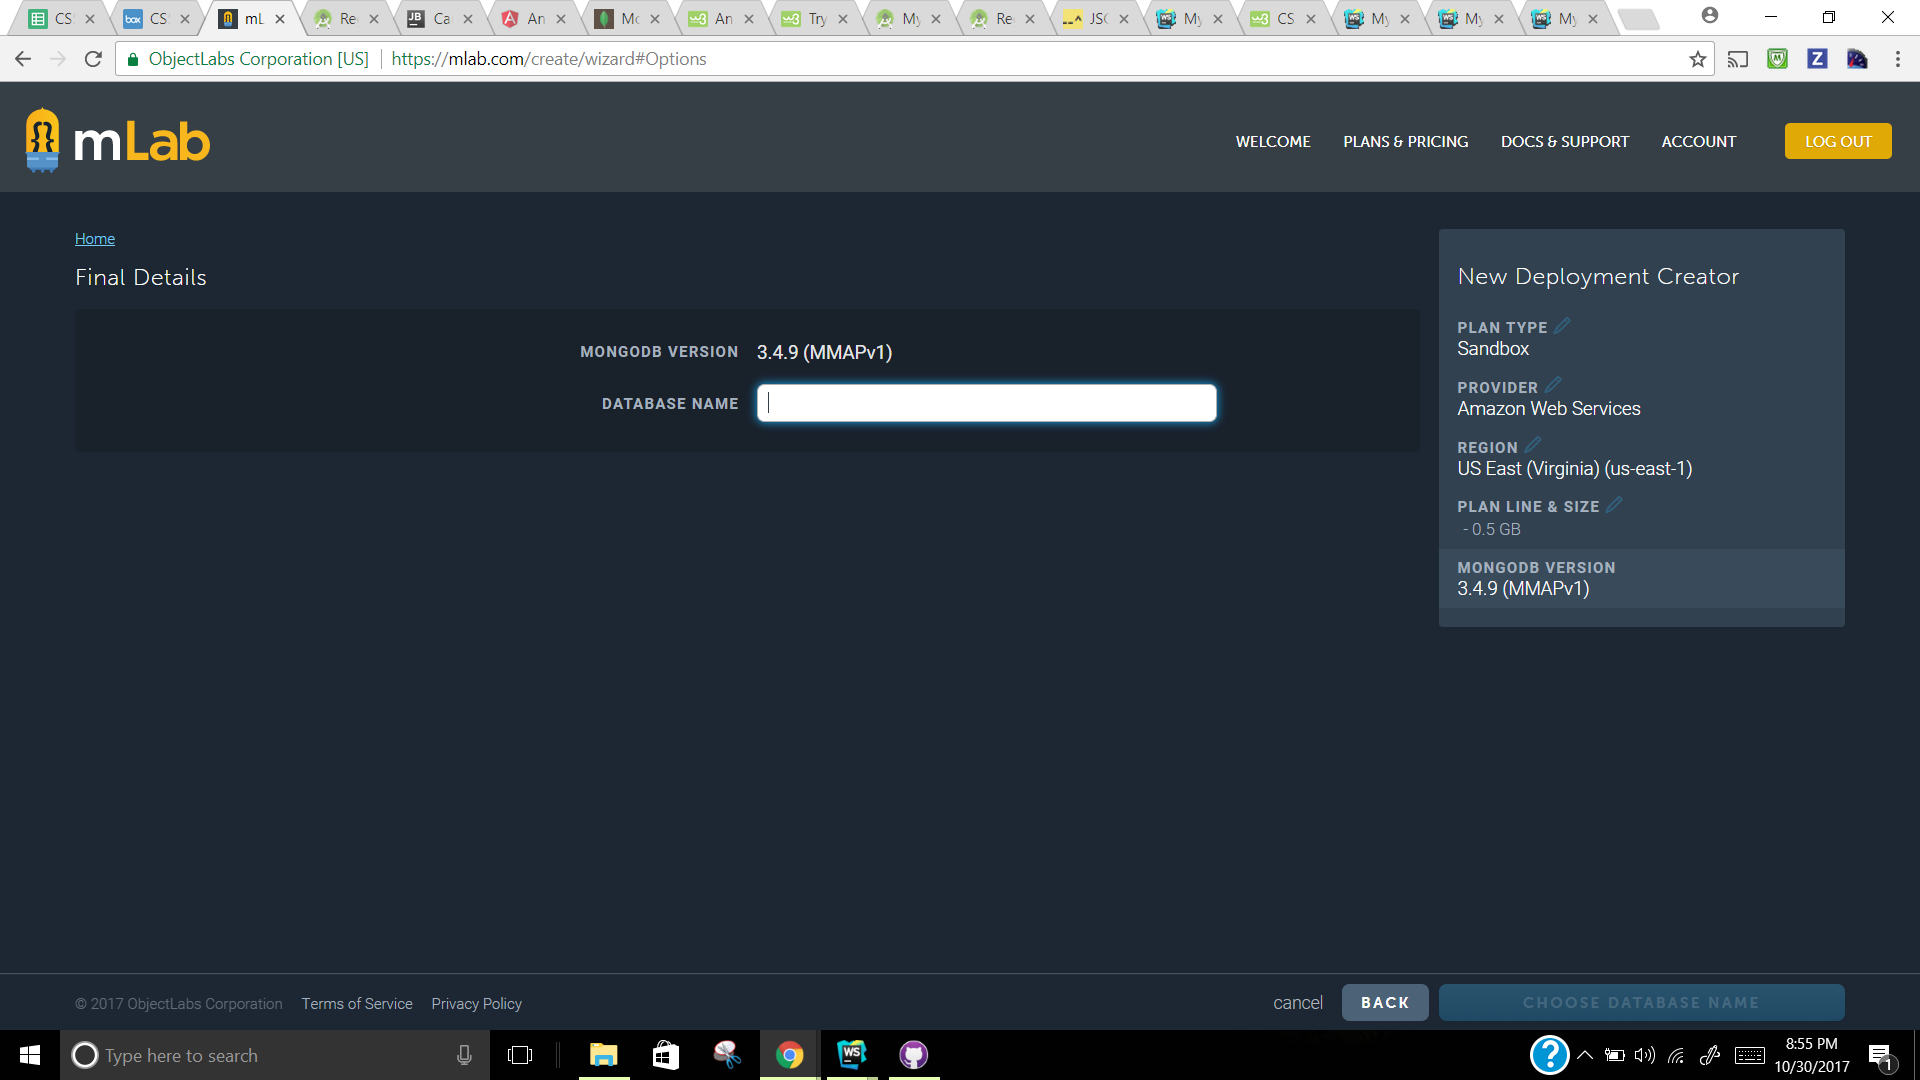 CS
CS
mL
Re
Ca
An
Mo
An
Try
My
Re
JSO
My
CS
My
My
My
ObjectLabs Corporation [US] https://mlab.com/create/wizard#Options
mLab
WELCOME PLANS & PRICING DOCS & SUPPORT ACCOUNT LOG OUT
Home
Final Details
MONGODB VERSION 3.4.9 (MMAPv1)
DATABASE NAME
New Deployment Creator
PLAN TYPE
Sandbox
PROVIDER
Amazon Web Services
REGION
US East (Virginia) (us-east-1)
PLAN LINE & SIZE
- 0.5 GB
MONGODB VERSION
3.4.9 (MMAPv1)
© 2017 ObjectLabs Corporation Terms of Service Privacy Policy
cancel BACK CHOOSE DATABASE NAME
Type here to search
8:55 PM
10/30/2017
1